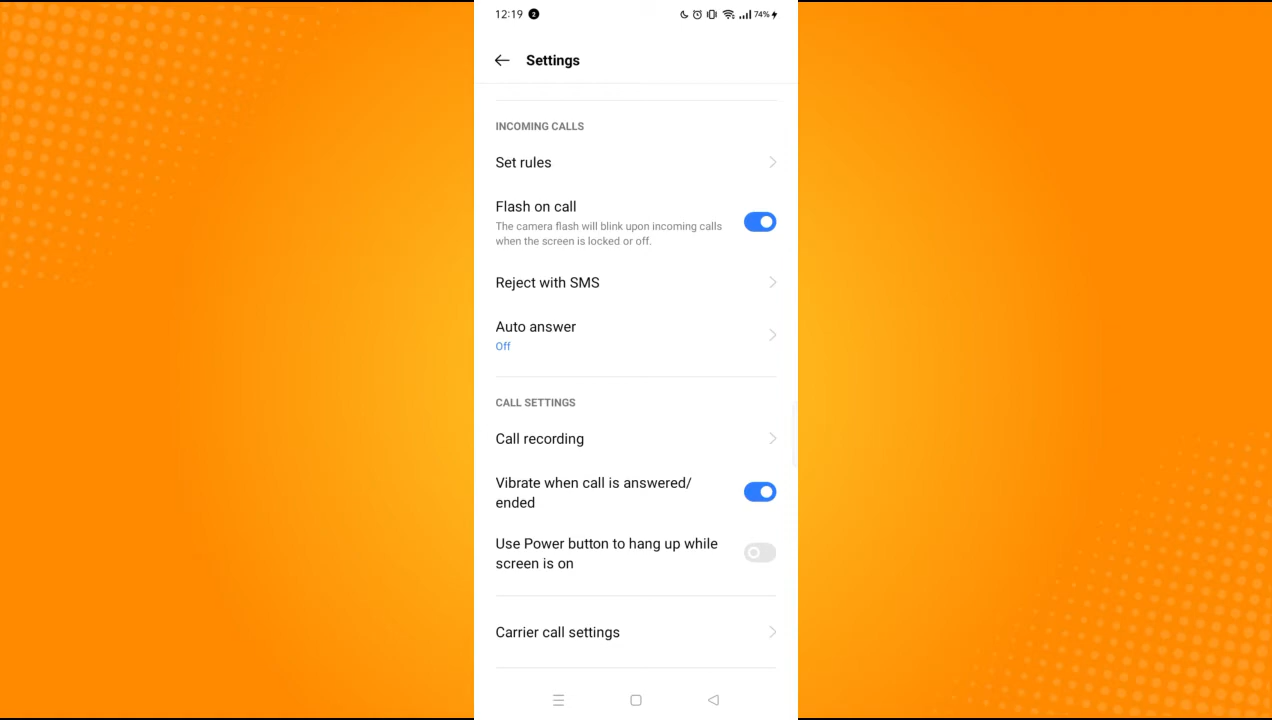 12:19 2 74%
Settings
INCOMING CALLS
Set rules
Flash on call
The camera flash will blink upon incoming calls
when the screen is locked or off.
Reject with SMS
Auto answer
Off
CALL SETTINGS
Call recording
Vibrate when call is answered/
ended
Use Power button to hang up while
screen is on
Carrier call settings